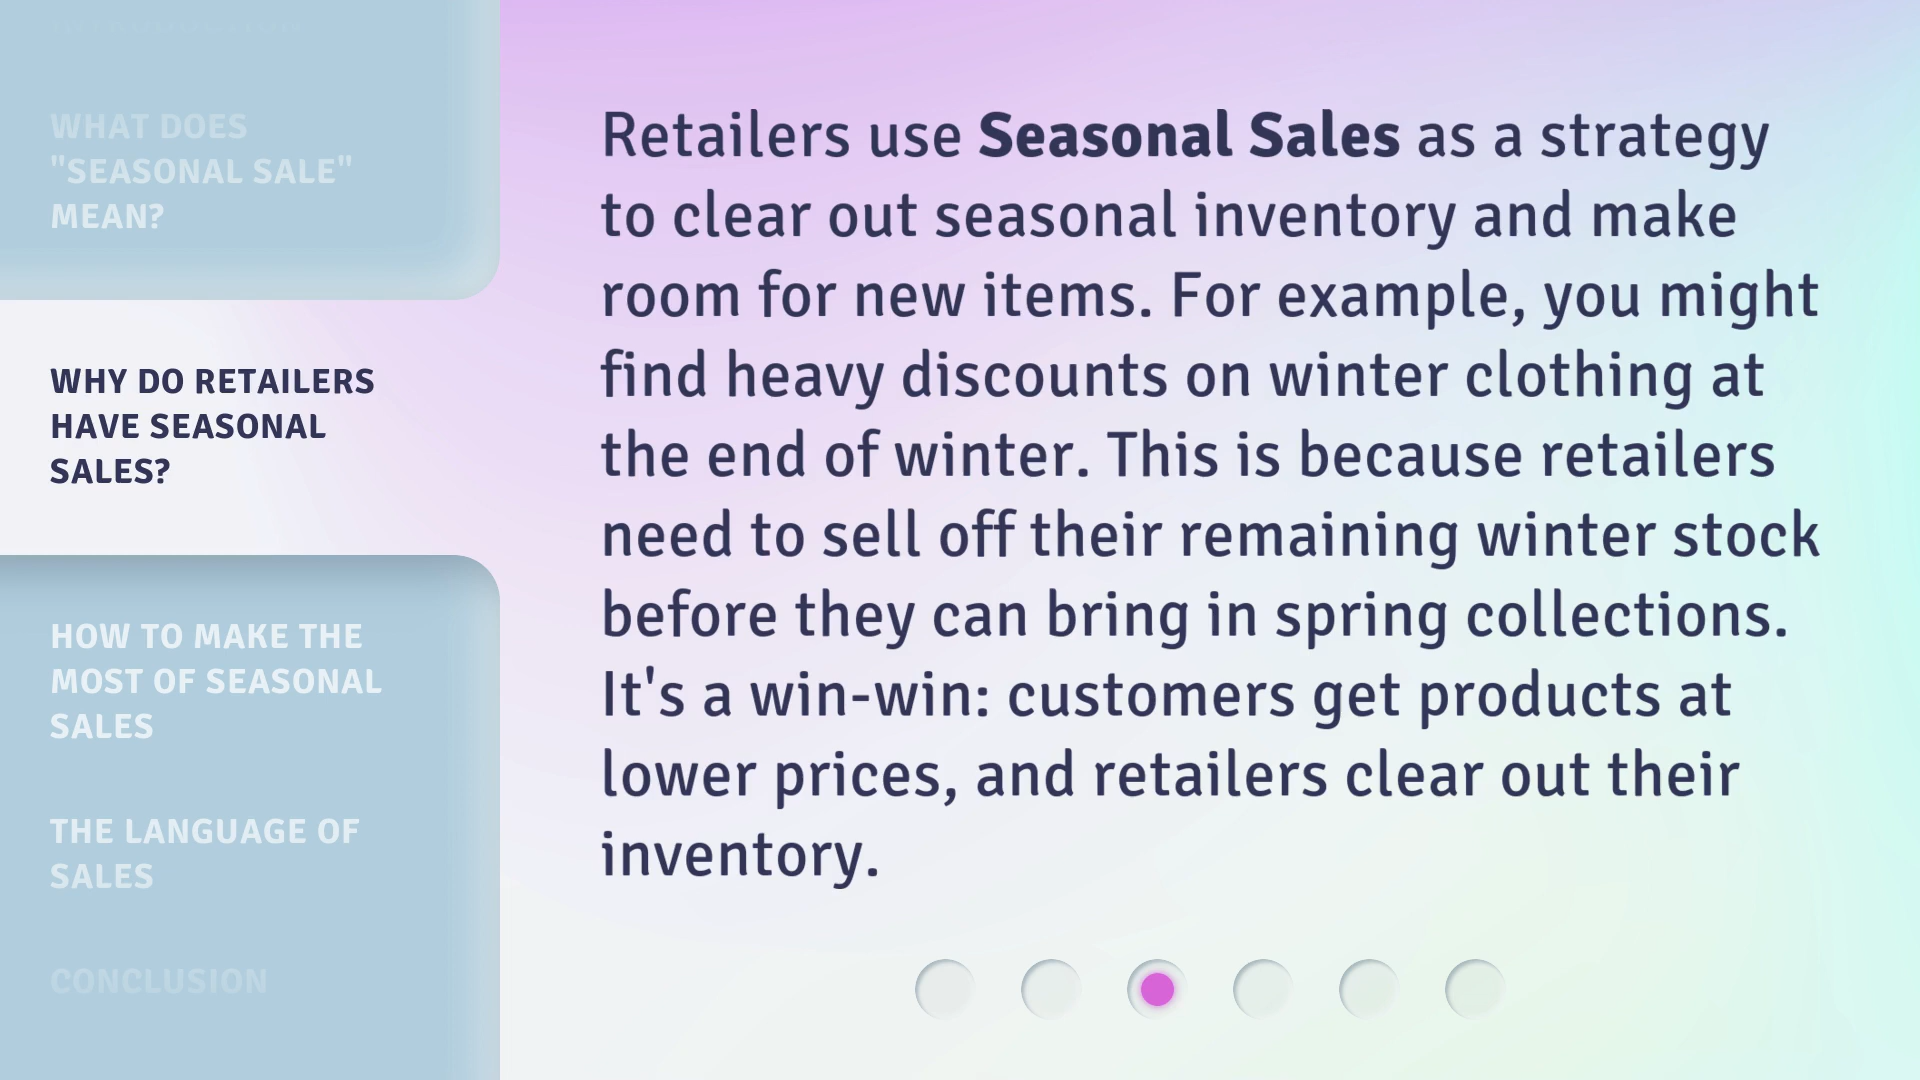 INTRODUCTION
WHAT DOES
"SEASONAL SALE"
MEAN?
WHY DO RETAILERS
HAVE SEASONAL
SALES?
HOW TO MAKE THE
MOST OF SEASONAL
SALES
THE LANGUAGE OF
SALES
CONCLUSION
Retailers use Seasonal Sales as a strategy
to clear out seasonal inventory and make
room for new items. For example, you might
find heavy discounts on winter clothing at
the end of winter. This is because retailers
need to sell off their remaining winter stock
before they can bring in spring collections.
It's a win-win: customers get products at
lower prices, and retailers clear out their
inventory.